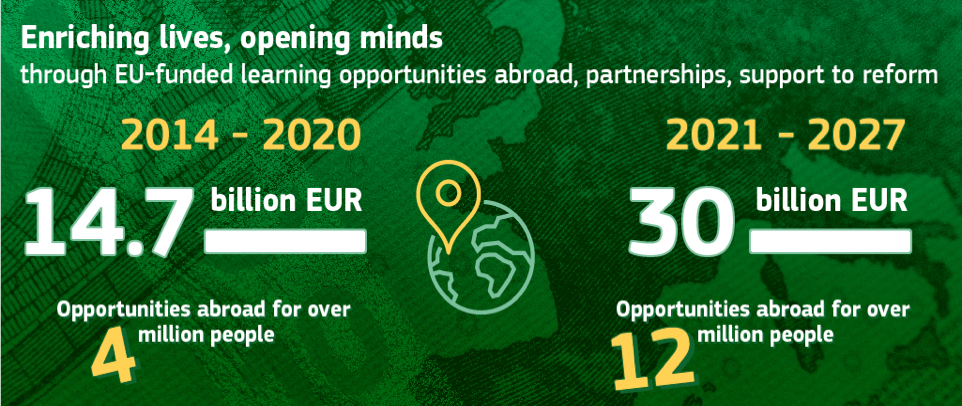 Enriching lives, opening minds
through EU-funded learning opportunities abroad, partnerships, support to reform
2014 - 2020
14.7 billion EUR
Opportunities abroad for over
4 million people
2021 - 2027
30 billion EUR
Opportunities abroad for over
12 million people